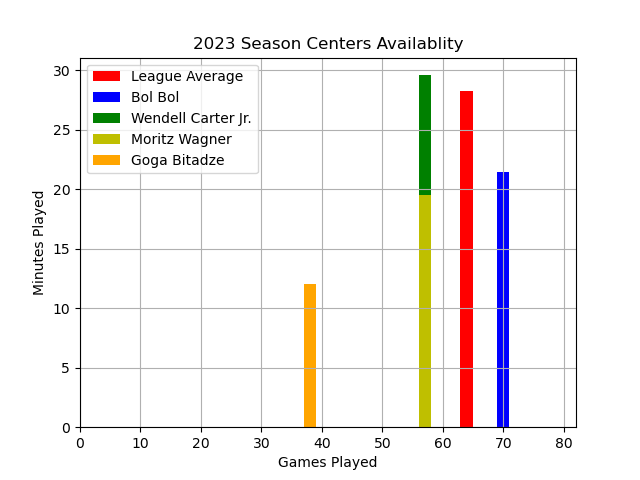 2023 Season Centers Availablity
League Average
Bol Bol
Wendell Carter Jr.
Moritz Wagner
Goga Bitadze
30
25
20
15
10
5
0
Minutes Played
0 10 20 30 40 50 60 70 80
Games Played